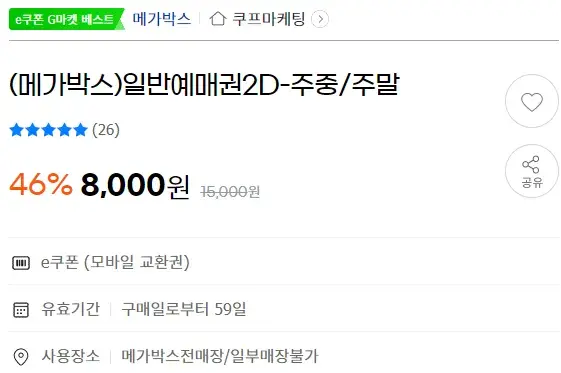 e쿠폰 G마켓 베스트 메가박스 쿠프마케팅
(메가박스)일반예매권2D-주중/주말
(26)
46% 8,000원 15,000원
공유
e쿠폰 (모바일 교환권)
유효기간 구매일로부터 59일
사용장소 메가박스전매장/일부매장불가